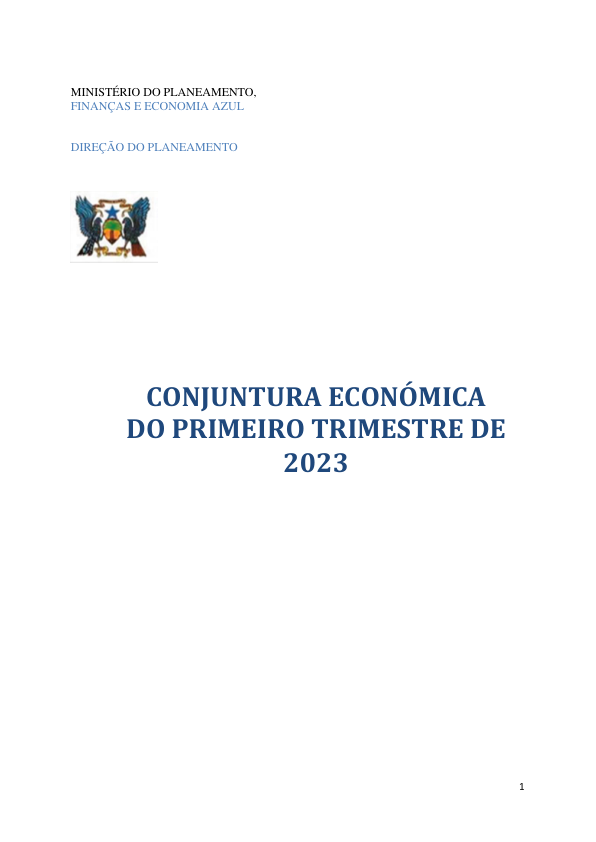 MINISTÉRIO DO PLANEAMENTO,
FINANÇAS E ECONOMIA AZUL
DIREÇÃO DO PLANEAMENTO
CONJUNTURA ECONÓMICA
DO PRIMEIRO TRIMESTRE DE
2023
1